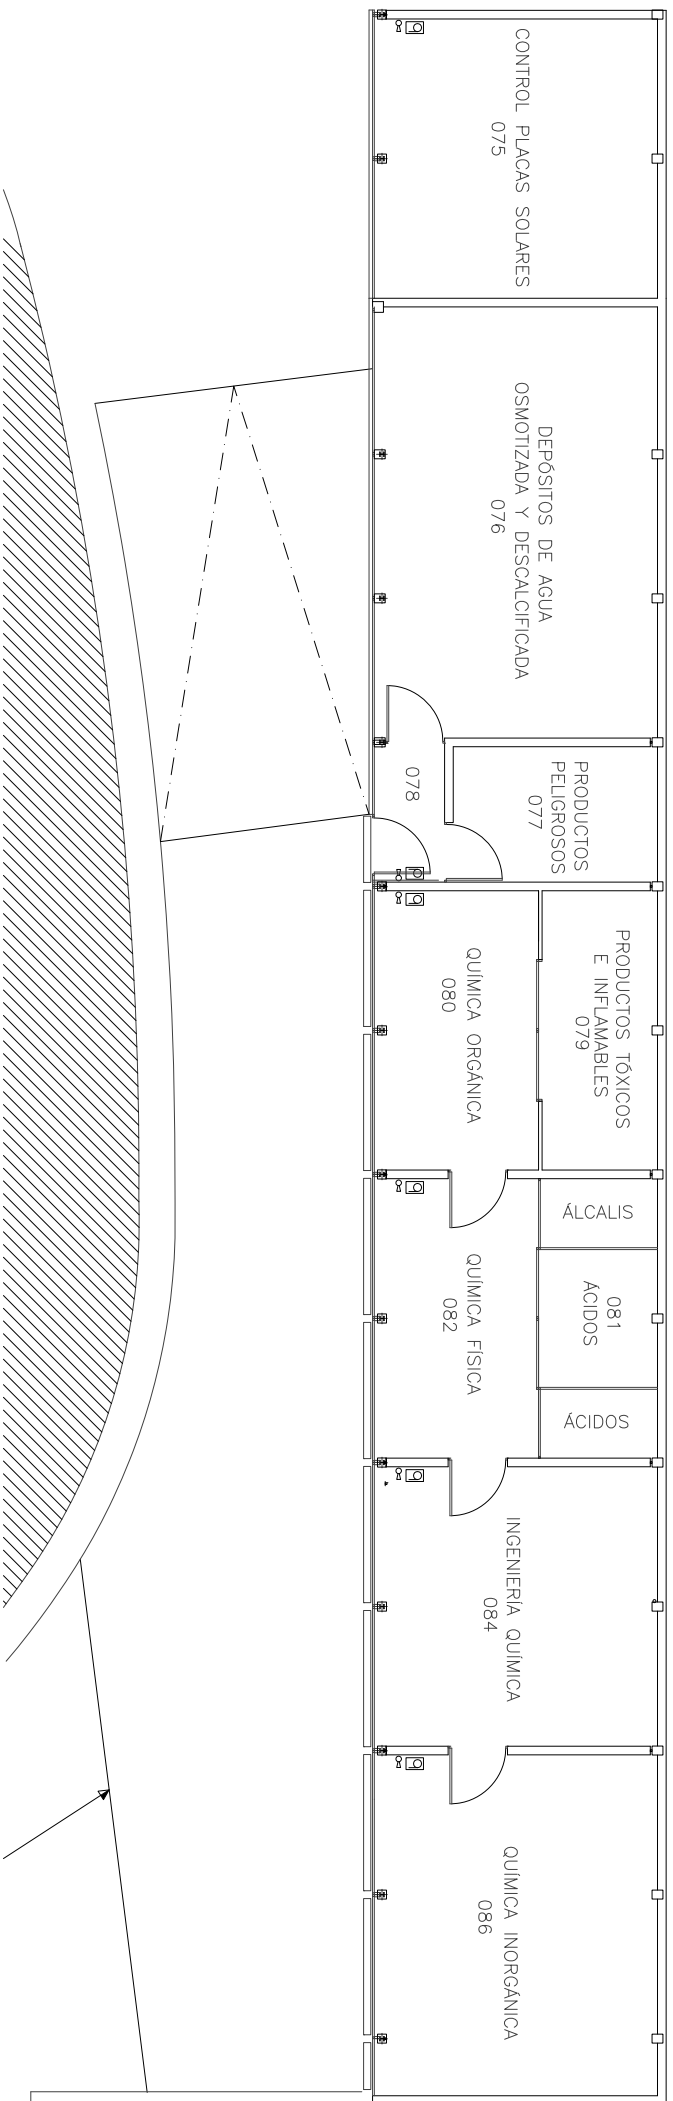 CONTROL PLACAS SOLARES
075
DEPÓSITOS DE AGUA
OSMOTIZADA Y DESCALCIFICADA
076
PRODUCTOS
PELIGROSOS
077
078
PRODUCTOS TÓXICOS
E INFLAMABLES
079
QUÍMICA ORGÁNICA
080
ÁLCALIS
081
ÁCIDOS
ÁCIDOS
QUÍMICA FÍSICA
082
INGENIERÍA QUÍMICA
084
QUÍMICA INORGÁNICA
086